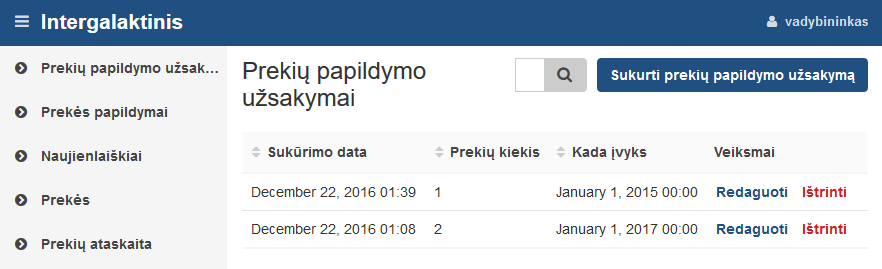 Intergalaktinis
vadybininkas
Prekių papildymo užsak...
Prekės papildymai
Naujienlaiškiai
Prekės
Prekių ataskaita
Prekių papildymo
užsakymai
Sukurti prekių papildymo užsakymą
Sukūrimo data Prekių kiekis Kada įvyks Veiksmai
December 22, 2016 01:39 1 January 1, 2015 00:00 Redaguoti Ištrinti
December 22, 2016 01:08 2 January 1, 2017 00:00 Redaguoti Ištrinti